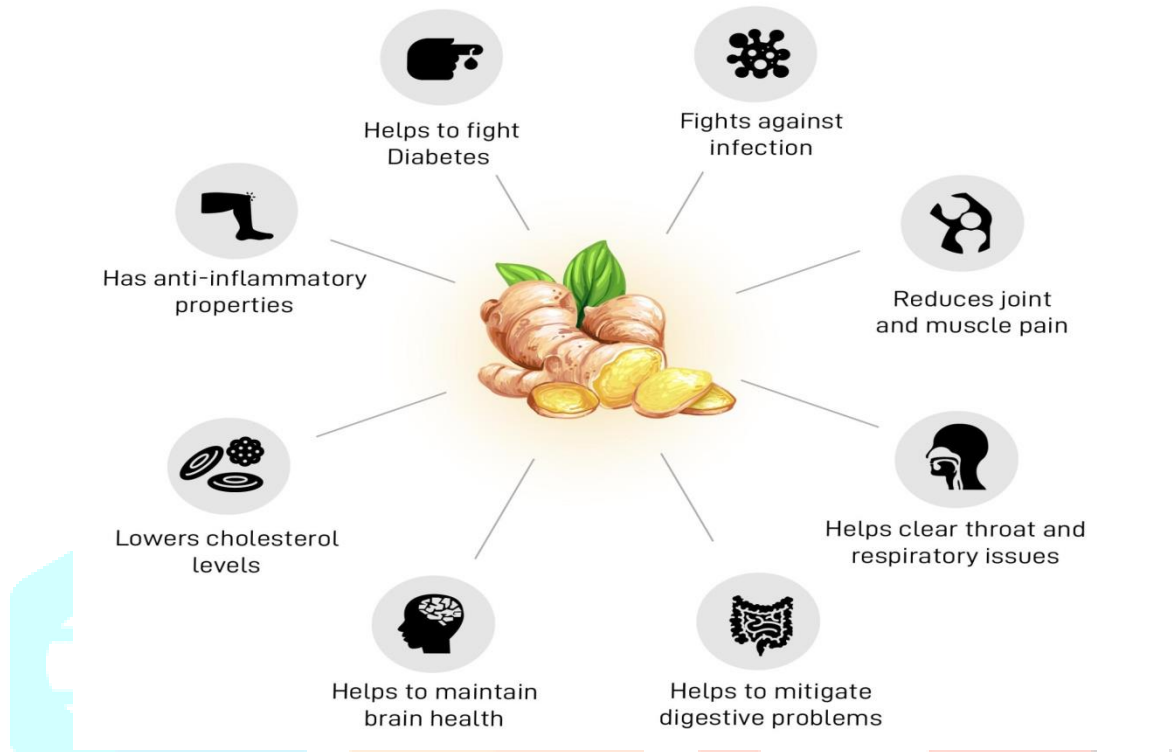 Helps to fight
Diabetes
Fights against
infection
Has anti-inflammatory
properties
Reduces joint
and muscle pain
Lowers cholesterol
levels
Helps clear throat and
respiratory issues
Helps to maintain
brain health
Helps to mitigate
digestive problems